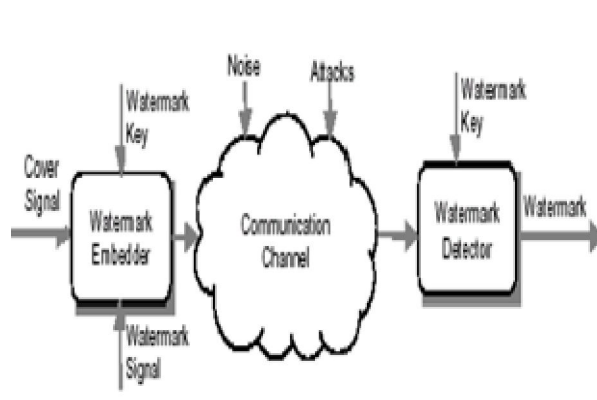 Noise
Attacks
Watermark
Key
Watermark
Key
Cover
Signal
Watermark
Embedder
Communication
Channel
Watermark
Detector
Watermark
Watermark
Signal